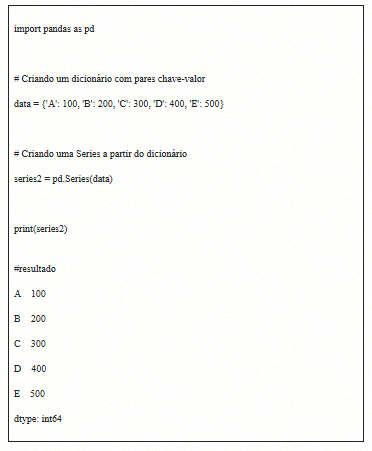 import pandas as pd
# Criando um dicionário com pares chave-valor
data = {'A': 100, 'B': 200, 'C': 300, 'D': 400, 'E': 500}
# Criando uma Series a partir do dicionário
series2 = pd.Series(data)
print(series2)
#resultado
A 100
B 200
C 300
D 400
E 500
dtype: int64